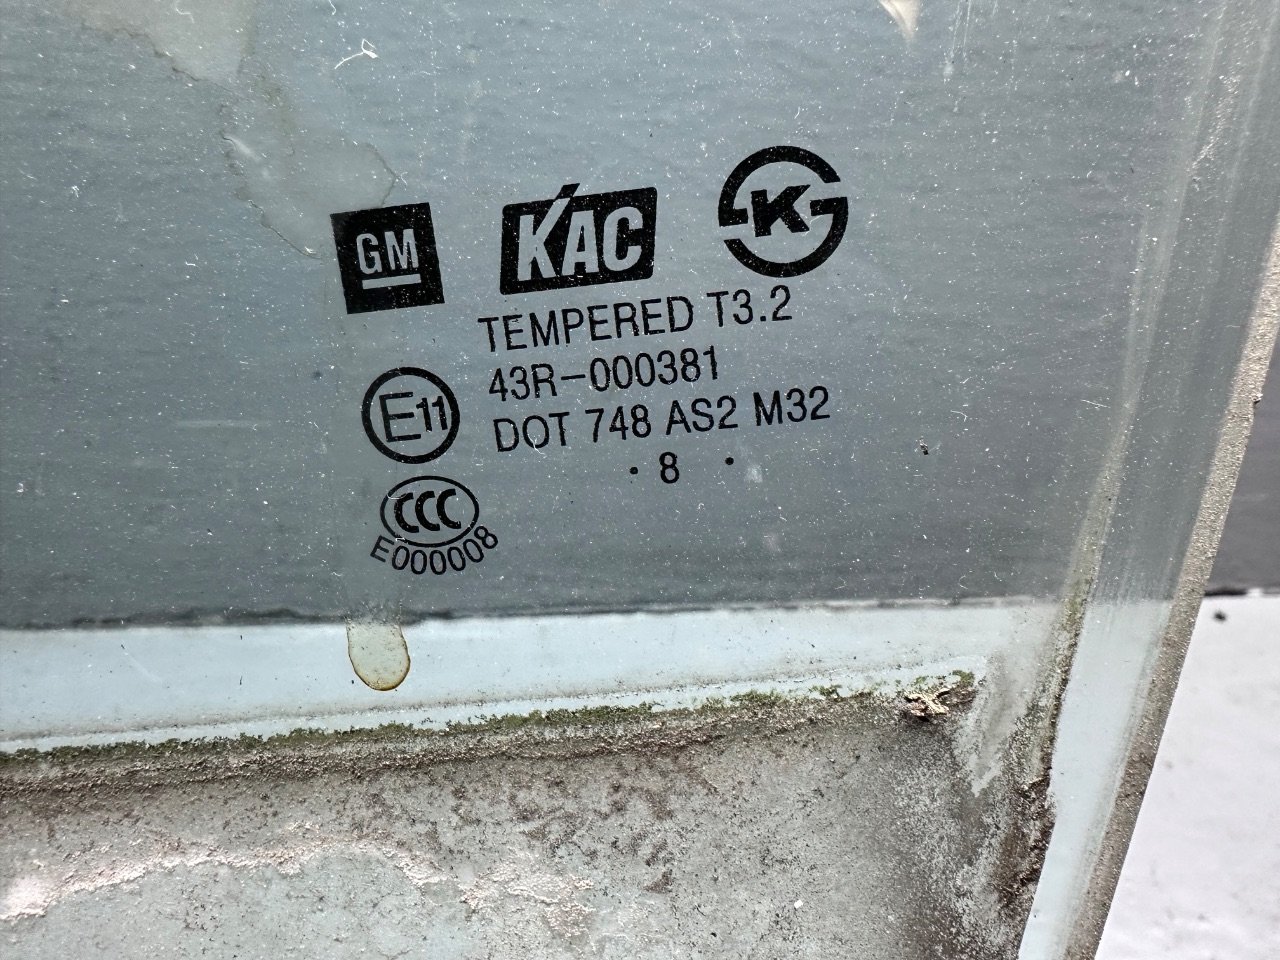 GM
KAC
K
TEMPERED T3.2
43R-000381
DOT 748 AS2 M32
· 8 ·
E11
CCC
E000008